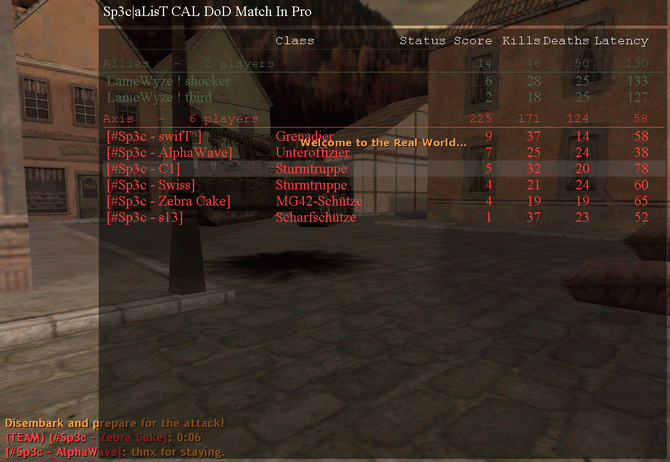 Sp3c|aLisT CAL DoD Match In Pro
Class Status Score Kills Deaths Latency
Allies - 2 players 14 46 50 130
LameWyze ! shocker 6 28 25 133
LameWyze ! third 2 18 25 127
Axis - 6 players 225 171 124 58
[#Sp3c - swifT^] Grenadier 9 37 14 58
Welcome to the Real World...
[#Sp3c - AlphaWave] Unteroffizier 7 25 24 38
[#Sp3c - C1] Sturmtruppe 5 32 20 78
[#Sp3c - Swiss] Sturmtruppe 4 21 24 60
[#Sp3c - Zebra Cake] MG42-Schütze 4 19 19 65
[#Sp3c - s13] Scharfschütze 1 37 23 52
Disembark and prepare for the attack!
(TEAM) [#Sp3c - Zebra Cake]: 0:06
[#Sp3c - AlphaWave]: thnx for staying.